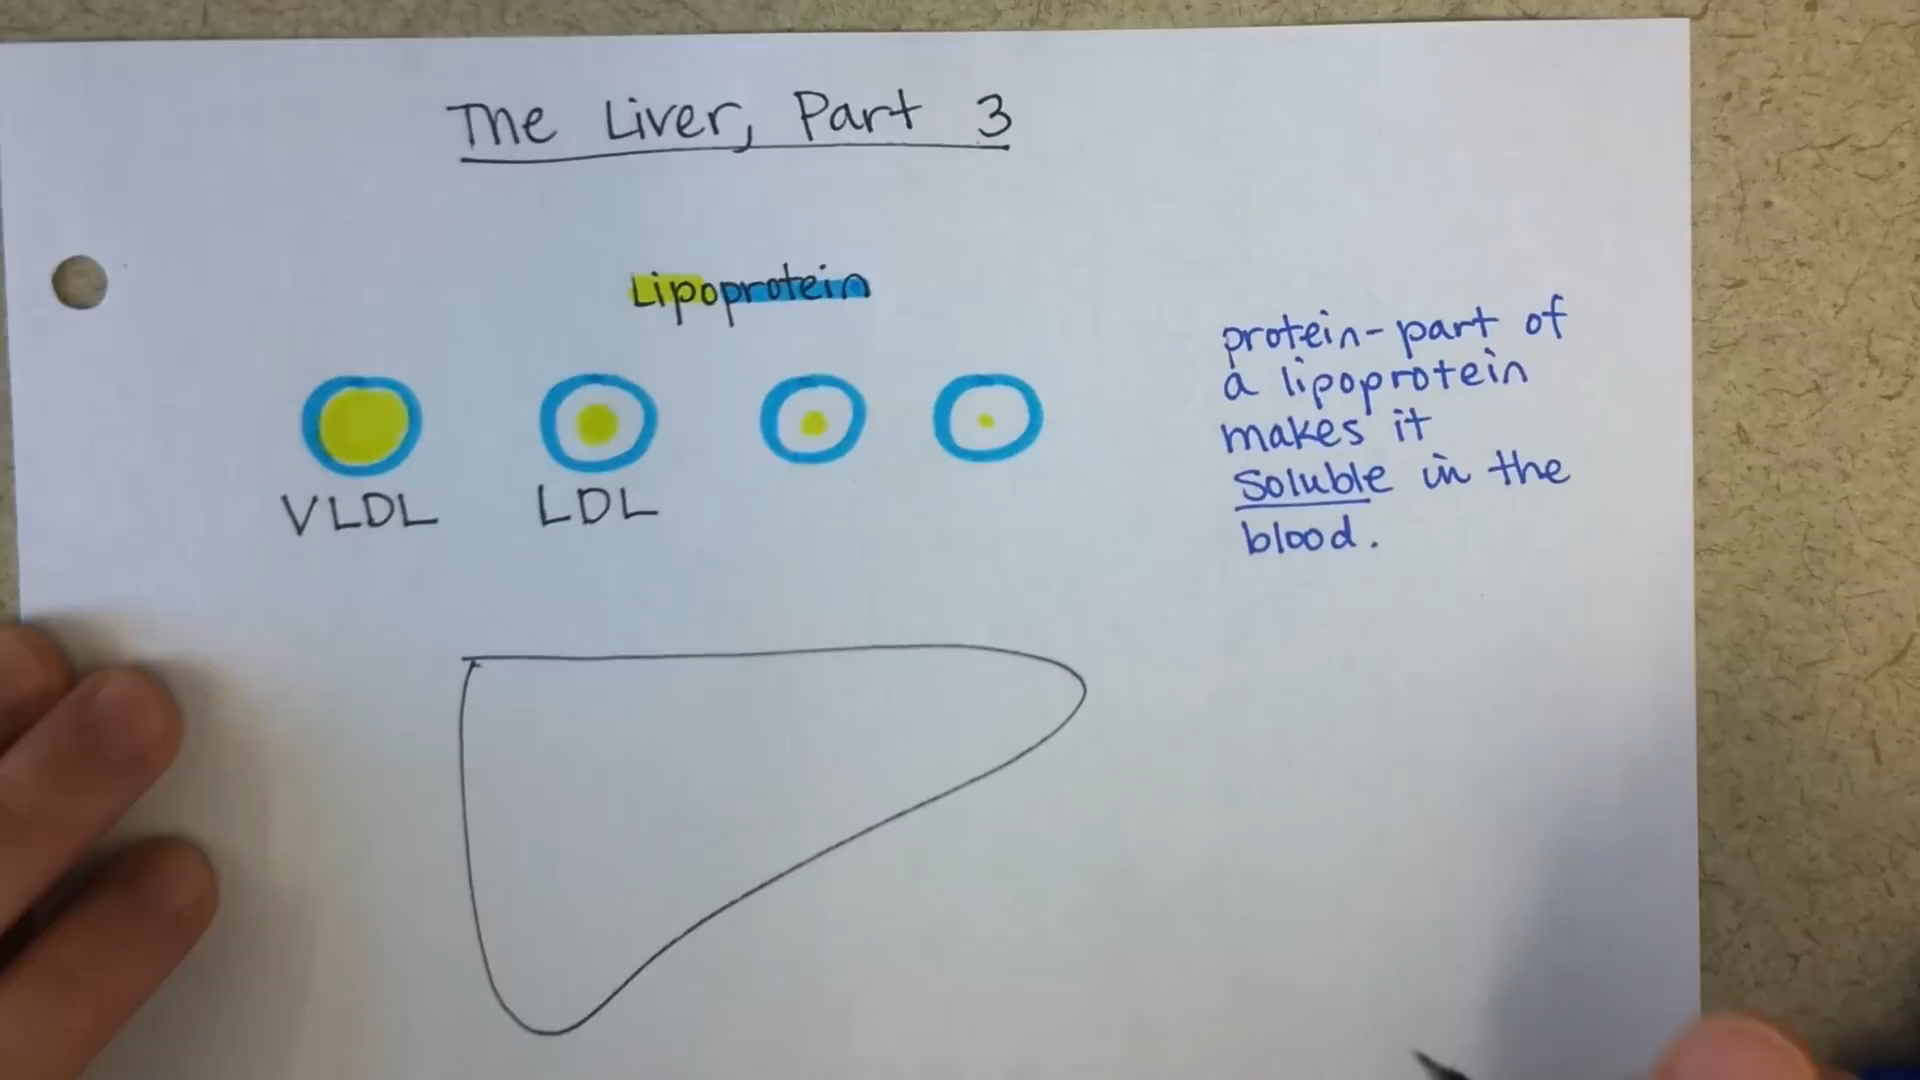 The Liver, Part 3
Lipoprotein
VLDL
LDL
protein-part of
a lipoprotein
makes it
soluble in the
blood.